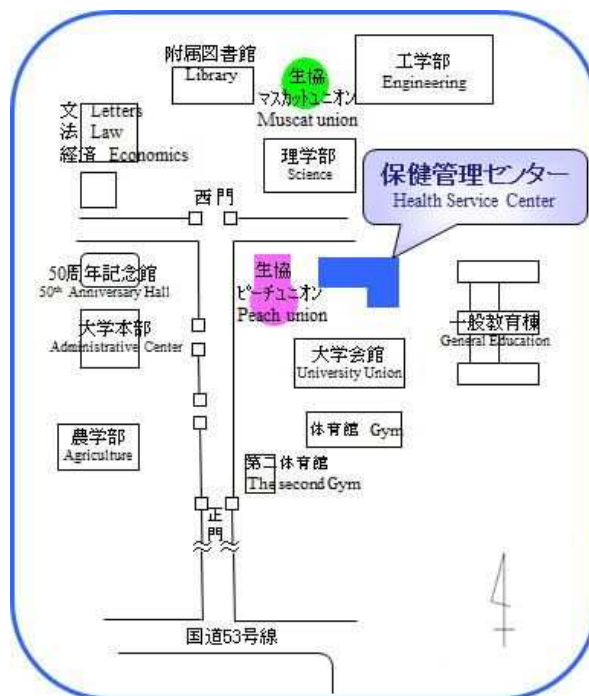 附属図書館
Library
生協
マスカットユニオン
Muscat union
工学部
Engineering
文 Letters
法 Law
経済 Economics
理学部
Science
保健管理センター
Health Service Center
西門
50周年記念館
50th Anniversary Hall
生協
ピーチュニオン
Peach union
大学本部
Administrative Center
一般教育棟
General Education
大学会館
University Union
農学部
Agriculture
体育館 Gym
第二体育館
The second Gym
正門
国道53号線